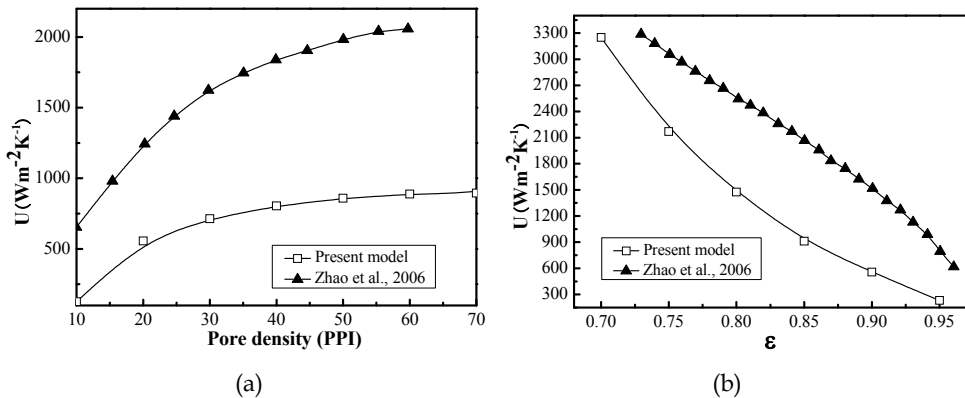 2000
1500
1000
500
U (Wm-2K-1)
Present model
Zhao et al., 2006
10 20 30 40 50 60 70
Pore density (PPI)
(a)
3300
3000
2700
2400
2100
1800
1500
1200
900
600
300
U (Wm-2K-1)
Present model
Zhao et al., 2006
0.70 0.75 0.80 0.85 0.90 0.95
ε
(b)